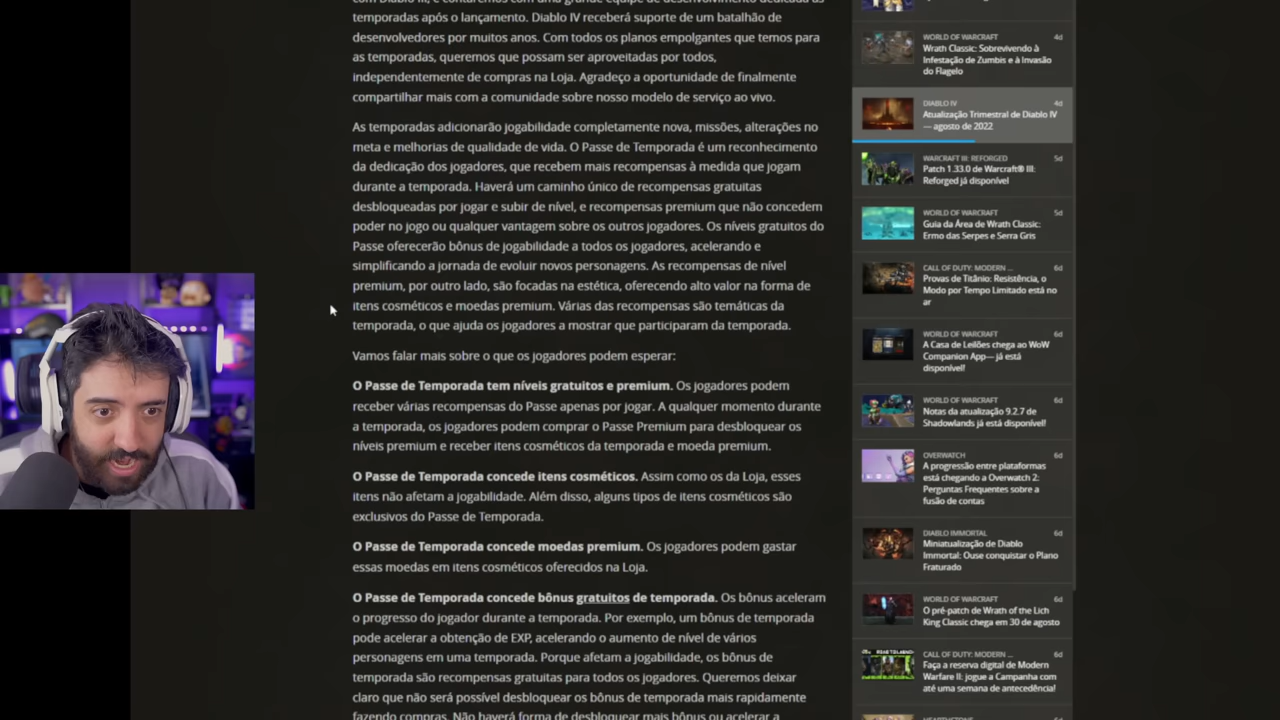 com Diablo III, e contaremos com uma grande equipe de desenvolvimento dedicada às
temporadas após o lançamento. Diablo IV receberá suporte de um batalhão de
desenvolvedores por muitos anos. Com todos os planos empolgantes que temos para
as temporadas, queremos que possam ser aproveitadas por todos,
independentemente de compras na Loja. Agradeço a oportunidade de finalmente
compartilhar mais com a comunidade sobre nosso modelo de serviço ao vivo.
As temporadas adicionarão jogabilidade completamente nova, missões, alterações no
meta e melhorias de qualidade de vida. O Passe de Temporada é um reconhecimento
da dedicação dos jogadores, que recebem mais recompensas à medida que jogam
durante a temporada. Haverá um caminho único de recompensas gratuitas
desbloqueadas por jogar e subir de nível, e recompensas premium que não concedem
poder no jogo ou qualquer vantagem sobre os outros jogadores. Os níveis gratuitos do
Passe oferecerão bônus de jogabilidade a todos os jogadores, acelerando e
simplificando a jornada de evoluir novos personagens. As recompensas de nível
premium, por outro lado, são focadas na estética, oferecendo alto valor na forma de
itens cosméticos e moedas premium. Várias das recompensas são temáticas da
temporada, o que ajuda os jogadores a mostrar que participaram da temporada.
Vamos falar mais sobre o que os jogadores podem esperar:
O Passe de Temporada tem níveis gratuitos e premium. Os jogadores podem
receber várias recompensas do Passe apenas por jogar. A qualquer momento durante
a temporada, os jogadores podem comprar o Passe Premium para desbloquear os
níveis premium e receber itens cosméticos da temporada e moeda premium.
O Passe de Temporada concede itens cosméticos. Assim como os da Loja, esses
itens não afetam a jogabilidade. Além disso, alguns tipos de itens cosméticos são
exclusivos do Passe de Temporada.
O Passe de Temporada concede moedas premium. Os jogadores podem gastar
essas moedas em itens cosméticos oferecidos na Loja.
O Passe de Temporada concede bônus gratuitos de temporada. Os bônus aceleram
o progresso do jogador durante a temporada. Por exemplo, um bônus de temporada
pode acelerar a obtenção de EXP, acelerando o aumento de nível de vários
personagens em uma temporada. Porque afetam a jogabilidade, os bônus de
temporada são recompensas gratuitas para todos os jogadores. Queremos deixar
claro que não será possível desbloquear os bônus de temporada mais rapidamente
fazendo compras. Não haverá forma de desbloquear mais bônus ou acelerar a
WORLD OF WARCRAFT 4d
Wrath Classic: Sobrevivendo à
Infestação de Zumbis e à Invasão
do Flagelo
DIABLO IV 4d
Atualização Trimestral de Diablo IV
— agosto de 2022
WARCRAFT III: REFORGED 5d
Patch 1.33.0 de Warcraft® III:
Reforged já disponível
WORLD OF WARCRAFT 5d
Guia da Área de Wrath Classic:
Ermo das Serpes e Serra Gris
CALL OF DUTY: MODERN ... 6d
Provas de Titânio: Resistência, o
Modo por Tempo Limitado está no
ar
WORLD OF WARCRAFT 6d
A Casa de Leilões chega ao WoW
Companion App— já está
disponível!
WORLD OF WARCRAFT 6d
Notas da atualização 9.2.7 de
Shadowlands já está disponível!
OVERWATCH 6d
A progressão entre plataformas
está chegando a Overwatch 2:
Perguntas Frequentes sobre a
fusão de contas
DIABLO IMMORTAL 6d
Miniatualização de Diablo
Immortal: Ouse conquistar o Plano
Fraturado
WORLD OF WARCRAFT 6d
O pré-patch de Wrath of the Lich
King Classic chega em 30 de agosto
CALL OF DUTY: MODERN ... 6d
Faça a reserva digital de Modern
Warfare II: jogue a Campanha com
até uma semana de antecedência!